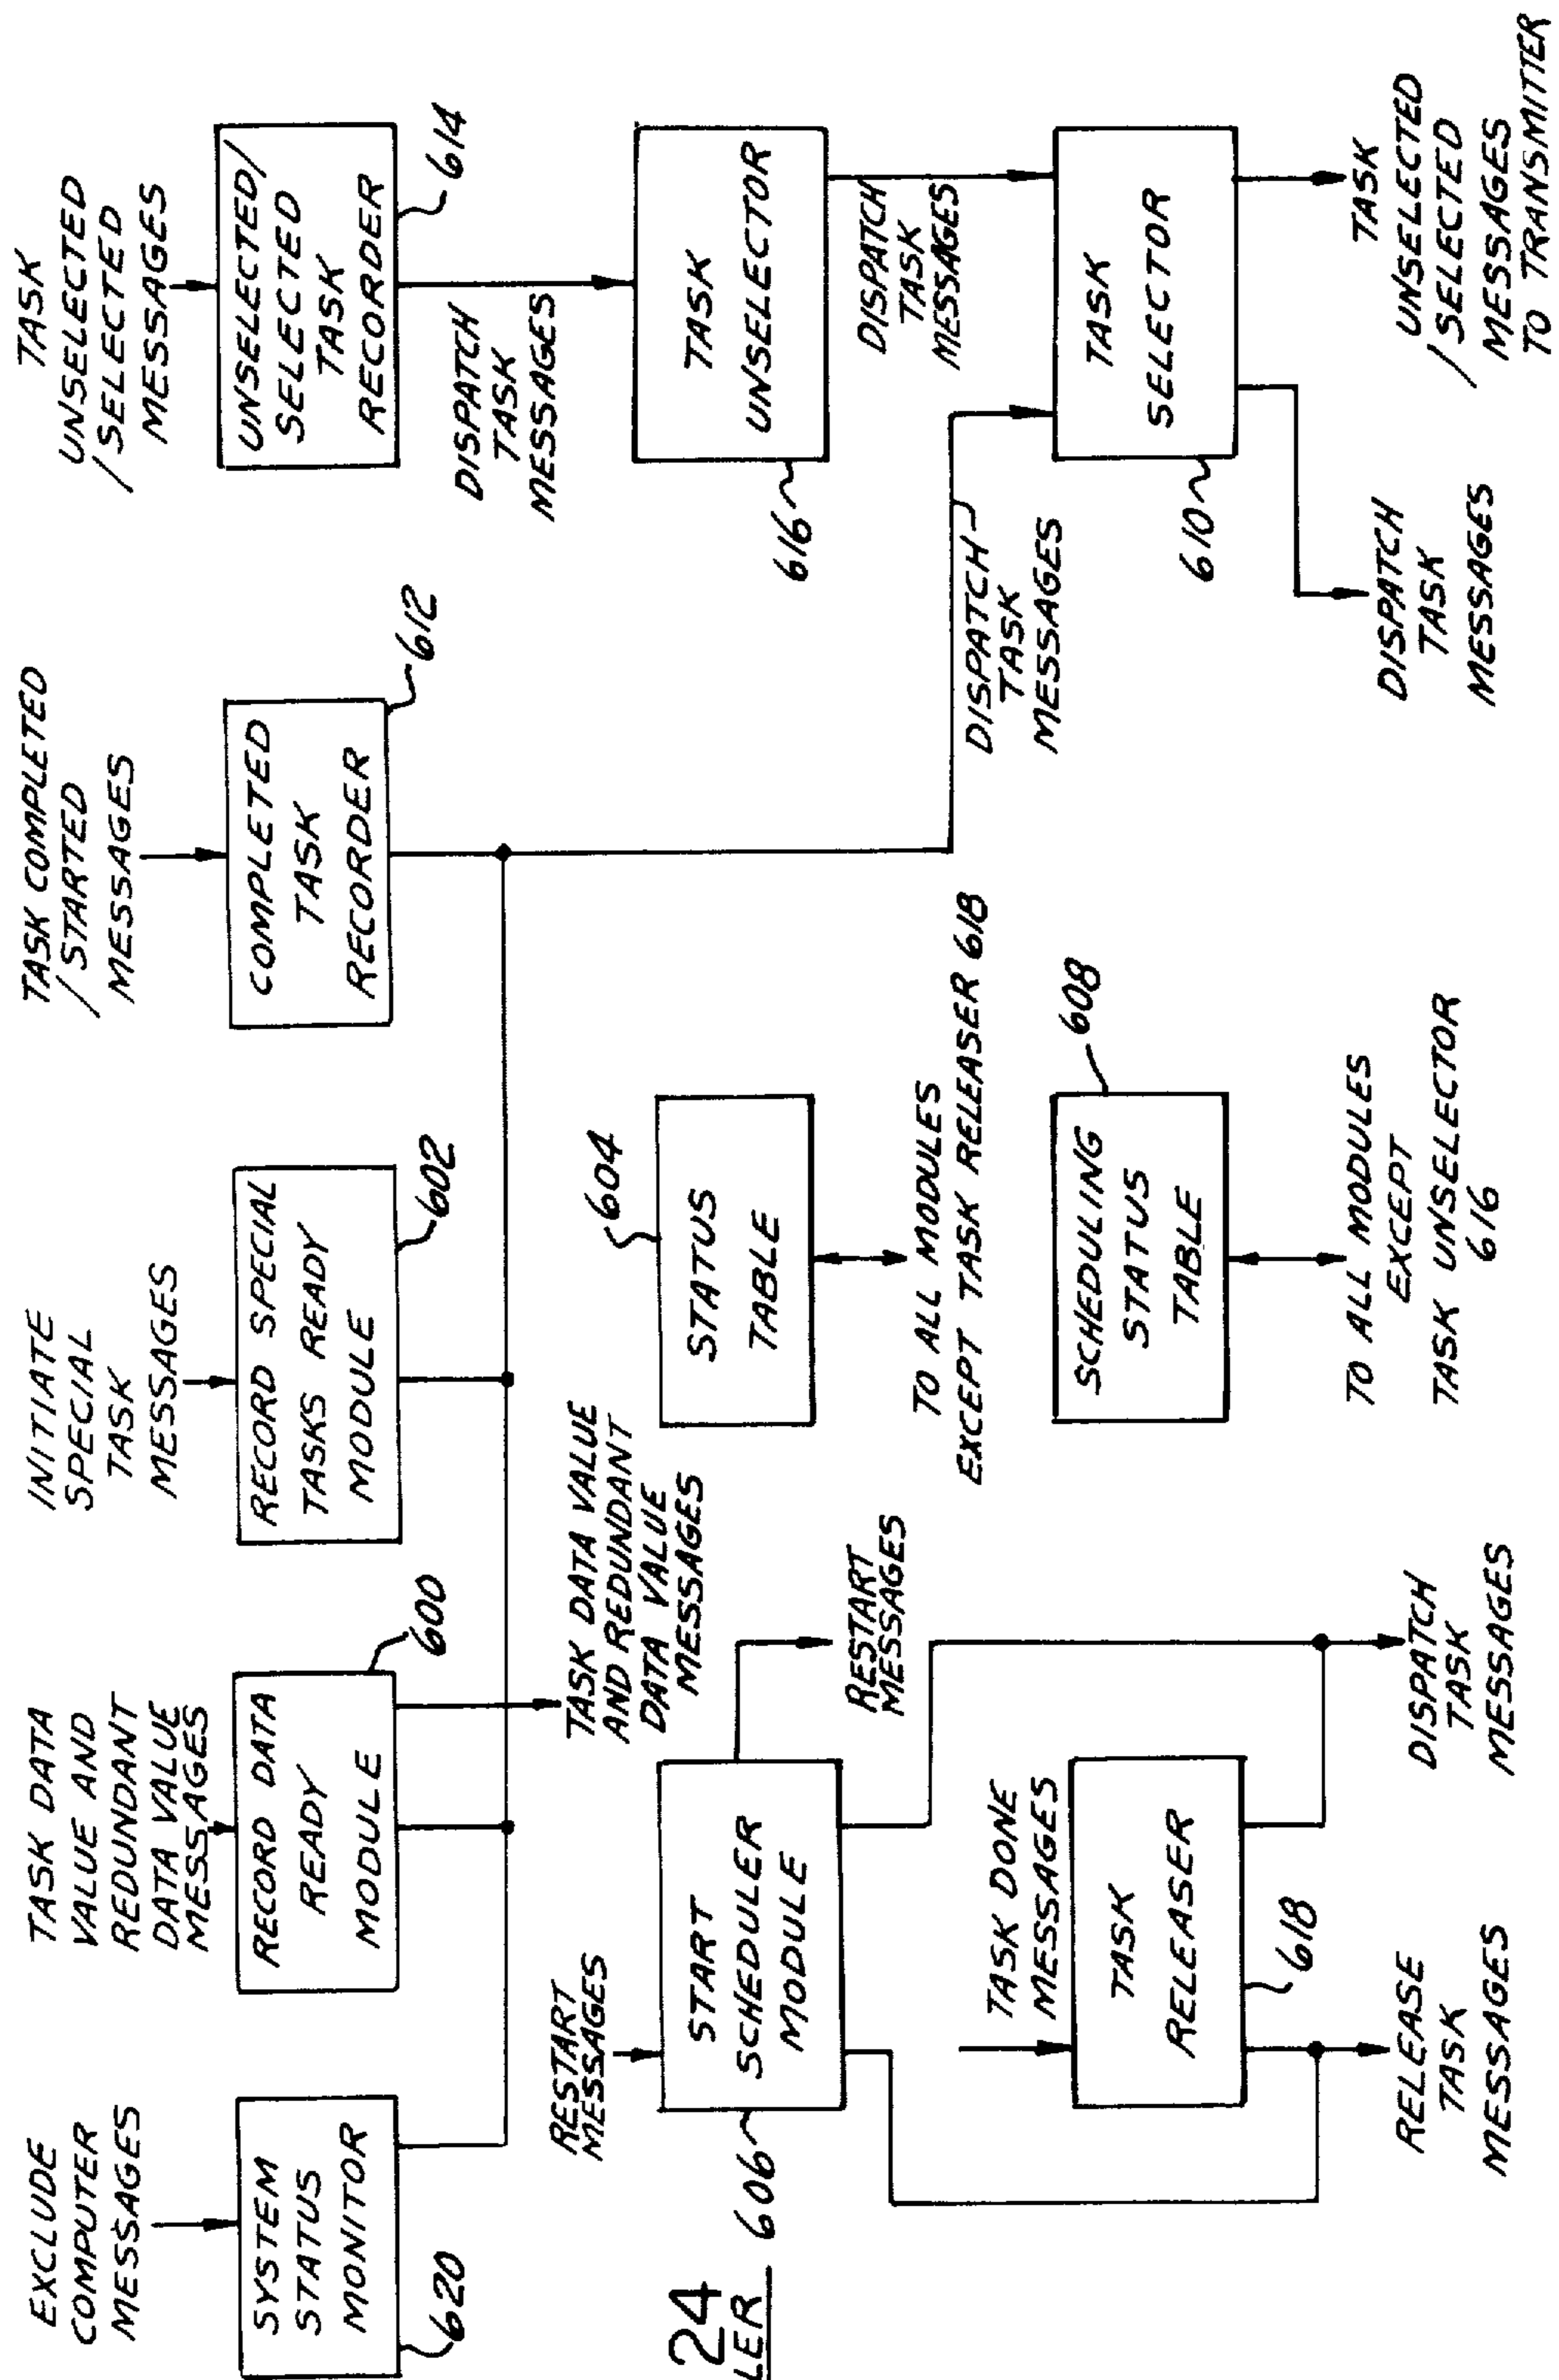 EXCLUDE
COMPUTER
MESSAGES
SYSTEM
STATUS
MONITOR
620
TASK DATA
VALUE AND
REDUNDANT
DATA VALUE
MESSAGES
RECORD DATA
READY
MODULE
600
INITIATE
SPECIAL
TASK
MESSAGES
RECORD SPECIAL
TASKS READY
MODULE
602
TASK COMPLETED
/STARTED
MESSAGES
COMPLETED
TASK
RECORDER
612
TASK
UNSELECTED
/SELECTED
MESSAGES
UNSELECTED/
SELECTED
TASK
RECORDER
614
DISPATCH
TASK
MESSAGES
TASK DATA VALUE
AND REDUNDANT
DATA VALUE
MESSAGES
RESTART
MESSAGES
START
SCHEDULER
MODULE
606
RESTART
MESSAGES
STATUS
TABLE
604
TO ALL MODULES
EXCEPT TASK RELEASER 618
TASK
UNSELECTOR
616
DISPATCH
TASK
MESSAGES
DISPATCH
TASK
MESSAGES
TASK DONE
MESSAGES
TASK
RELEASER
618
SCHEDULING
STATUS
TABLE
608
TO ALL MODULES
EXCEPT
TASK UNSELECTOR
616
TASK
SELECTOR
610
RELEASE
TASK
MESSAGES
DISPATCH
TASK
MESSAGES
DISPATCH
TASK
MESSAGES
TASK
UNSELECTED
/SELECTED
MESSAGES
TO TRANSMITTER
24
LER